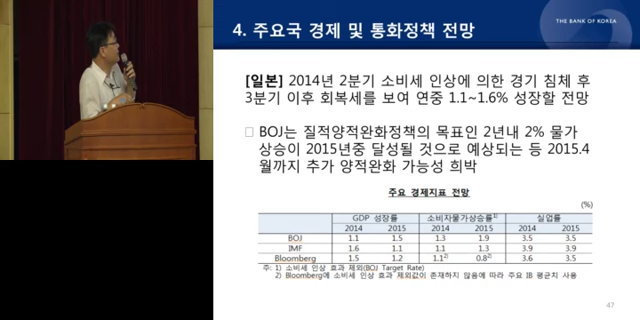 THE BANK OF KOREA
4. 주요국 경제 및 통화정책 전망
[일본] 2014년 2분기 소비세 인상에 의한 경기 침체 후
3분기 이후 회복세를 보여 연중 1.1~1.6% 성장할 전망
□ BOJ는 질적양적완화정책의 목표인 2년내 2% 물가
상승이 2015년중 달성될 것으로 예상되는 등 2015.4
월까지 추가 양적완화 가능성 희박
주요 경제지표 전망
(%)
GDP 성장률 소비자물가상승률1) 실업률
2014 2015 2014 2015 2014 2015
BOJ 1.1 1.5 1.3 1.9 3.5 3.5
IMF 1.6 1.1 1.1 1.3 3.9 3.9
Bloomberg 1.5 1.2 1.12) 0.82) 3.6 3.5
주: 1) 소비세 인상 효과 제외(BOJ Target Rate)
2) Bloomberg에 소비세 인상 효과 제외값이 존재하지 않음에 따라 주요 IB 평균치 사용
47